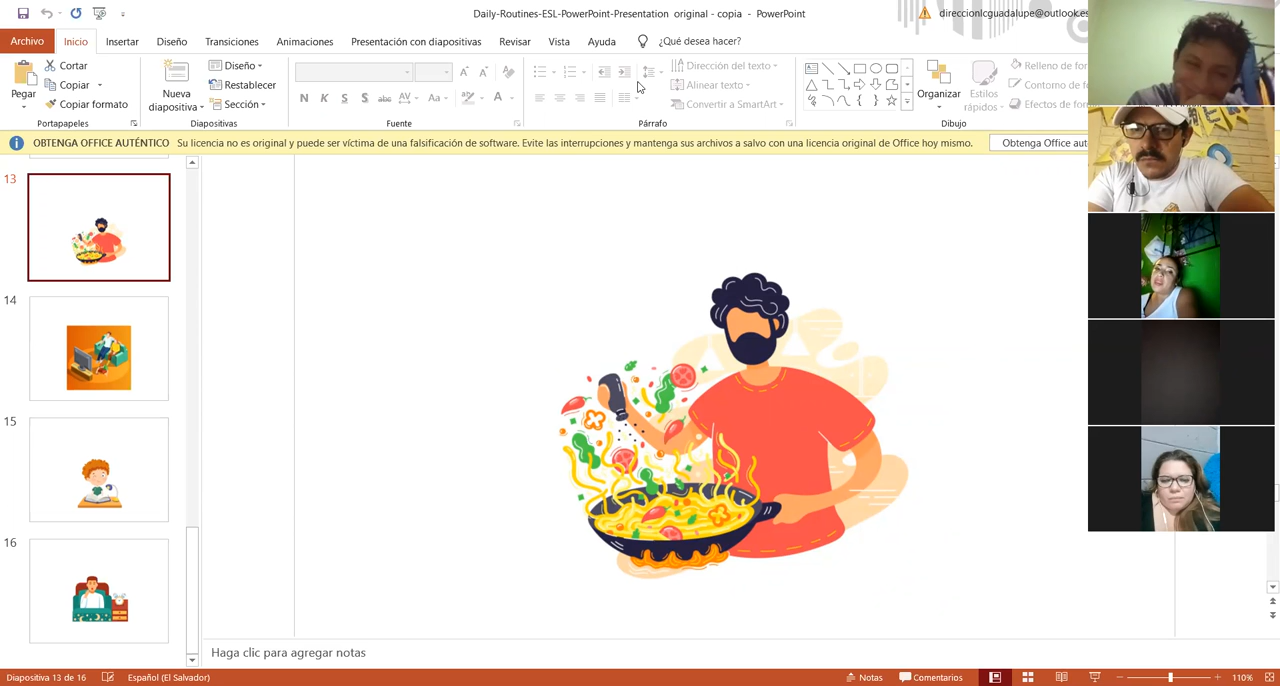 Daily-Routines-ESL-PowerPoint-Presentation original - copia - PowerPoint
direccionlcguadalupe@outlook.es
Archivo Inicio Insertar Diseño Transiciones Animaciones Presentación con diapositivas Revisar Vista Ayuda ¿Qué desea hacer?
Pegar
Cortar
Copiar
Copiar formato
Portapapeles
Nueva
diapositiva
Diseño
Restablecer
Sección
Diapositivas
N K S S abc AV Aa A
Fuente
Párrafo
Dirección del texto
Alinear texto
Convertir a SmartArt
Organizar
Estilos
rápidos
Relleno de for
Contorno de fo
Efectos de for
Dibujo
OBTENGA OFFICE AUTÉNTICO Su licencia no es original y puede ser víctima de una falsificación de software. Evite las interrupciones y mantenga sus archivos a salvo con una licencia original de Office hoy mismo.
Obtenga Office aut
13
14
15
16
Haga clic para agregar notas
Diapositiva 13 de 16 Español (El Salvador) Notas Comentarios 110%